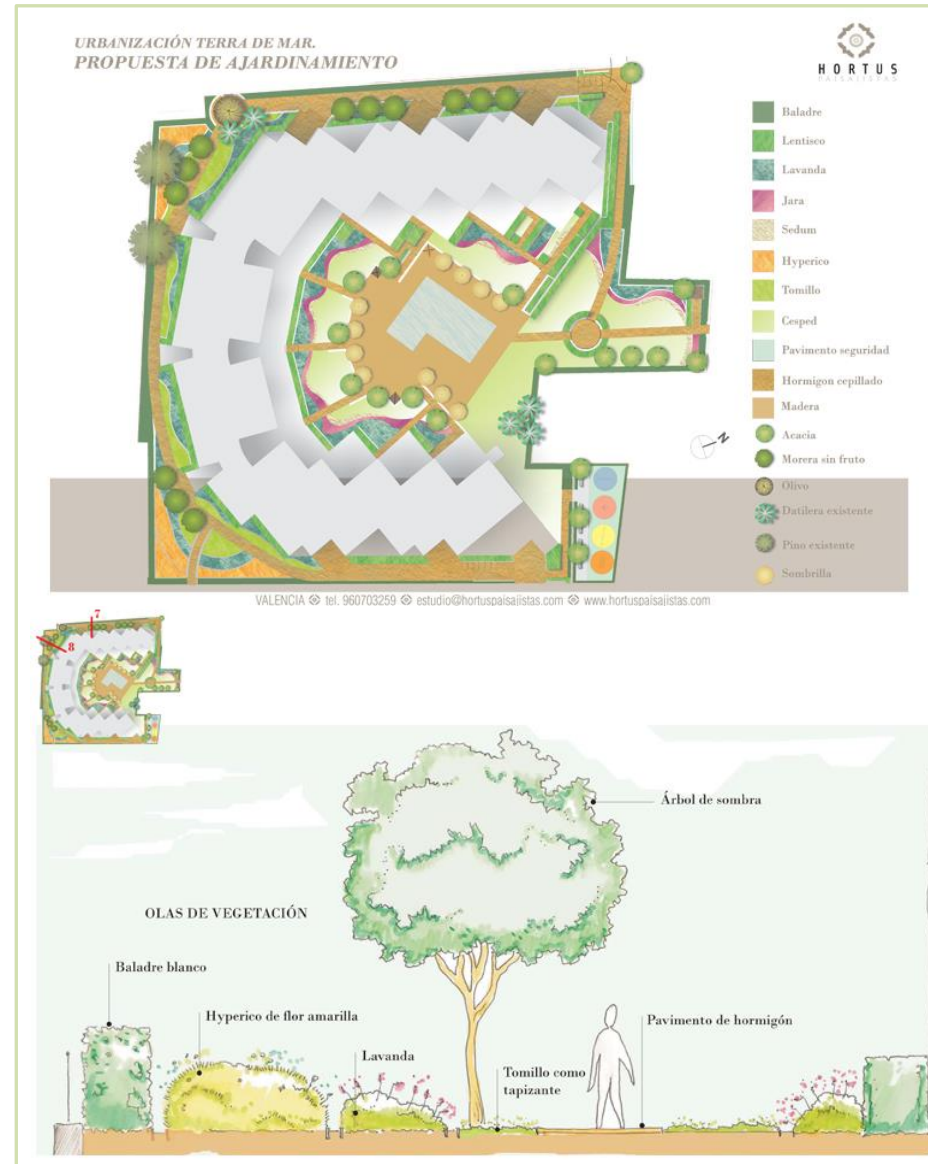 URBANIZACIÓN TERRA DE MAR.
PROPUESTA DE AJARDINAMIENTO
HORTUS
PAISAJISTAS
Baladre
Lentisco
Lavanda
Jara
Sedum
Hyperico
Tomillo
Cesped
Pavimento seguridad
Hormigon cepillado
Madera
Acacia
Morera sin fruto
Olivo
Datilera existente
Pino existente
Sombrilla
N
VALENCIA tel. 960703259 estudio@hortuspaisajistas.com www.hortuspaisajistas.com
7
8
Árbol de sombra
OLAS DE VEGETACIÓN
Baladre blanco
Hyperico de flor amarilla
Pavimento de hormigón
Lavanda
Tomillo como
tapizante